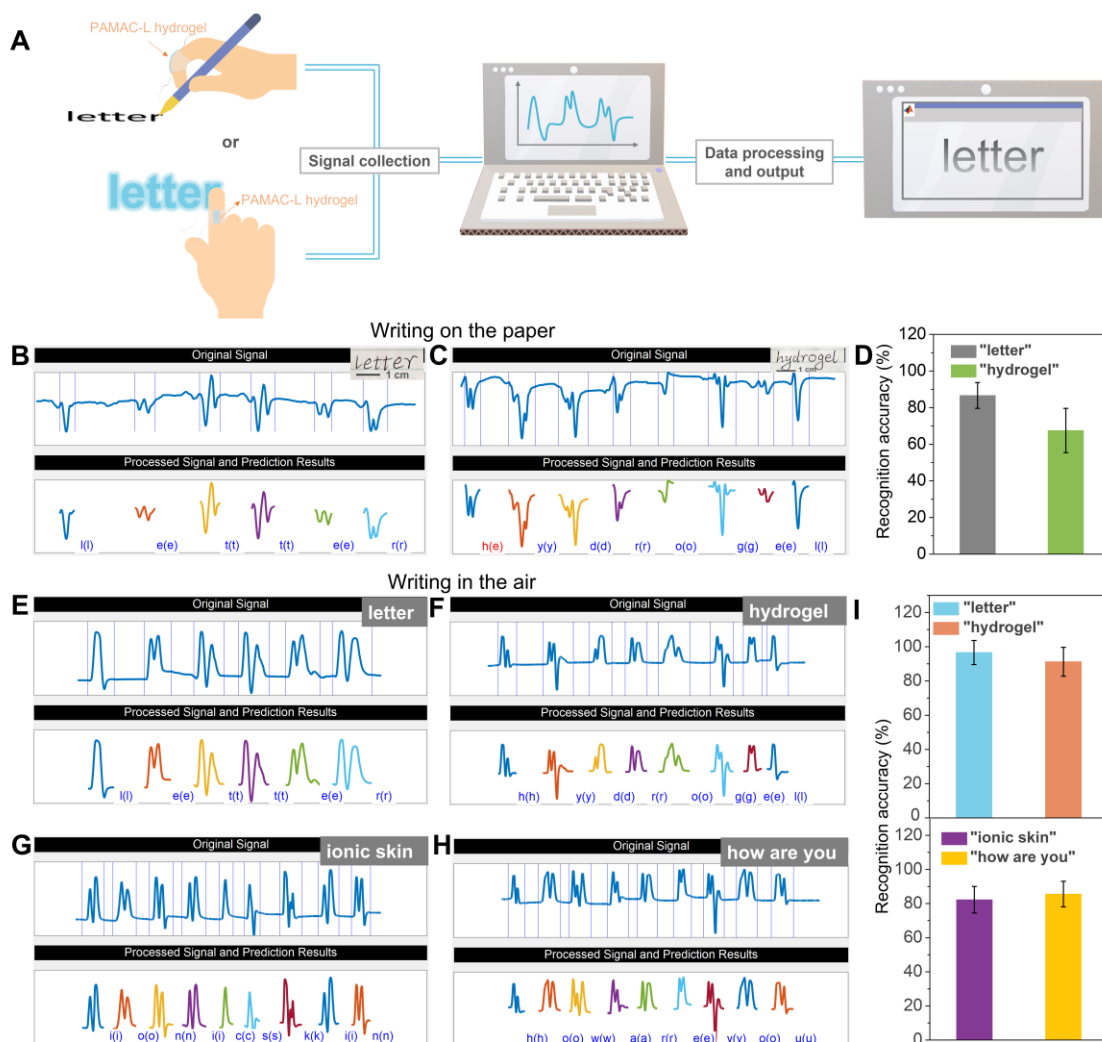 A
PAMAC-L hydrogel
letter
or
letter
PAMAC-L hydrogel
Signal collection
Data processing
and output
letter
Writing on the paper
B
Original Signal
letter
1 cm
Processed Signal and Prediction Results
l(l) e(e) t(t) t(t) e(e) r(r)
C
Original Signal
hydrogel
1 cm
Processed Signal and Prediction Results
h(e) y(y) d(d) r(r) o(o) g(g) e(e) l(l)
D
Recognition accuracy (%)
120
100
80
60
40
20
0
"letter"
"hydrogel"
Writing in the air
E
Original Signal
letter
Processed Signal and Prediction Results
l(l) e(e) t(t) t(t) e(e) r(r)
F
Original Signal
hydrogel
Processed Signal and Prediction Results
h(h) y(y) d(d) r(r) o(o) g(g) e(e) l(l)
I
Recognition accuracy (%)
120
100
80
60
40
20
0
"letter"
"hydrogel"
G
Original Signal
ionic skin
Processed Signal and Prediction Results
i(i) o(o) n(n) i(i) c(c) s(s) k(k) i(i) n(n)
H
Original Signal
how are you
Processed Signal and Prediction Results
h(h) o(o) w(w) a(a) r(r) e(e) y(y) o(o) u(u)
Recognition accuracy (%)
120
100
80
60
40
20
0
"ionic skin"
"how are you"